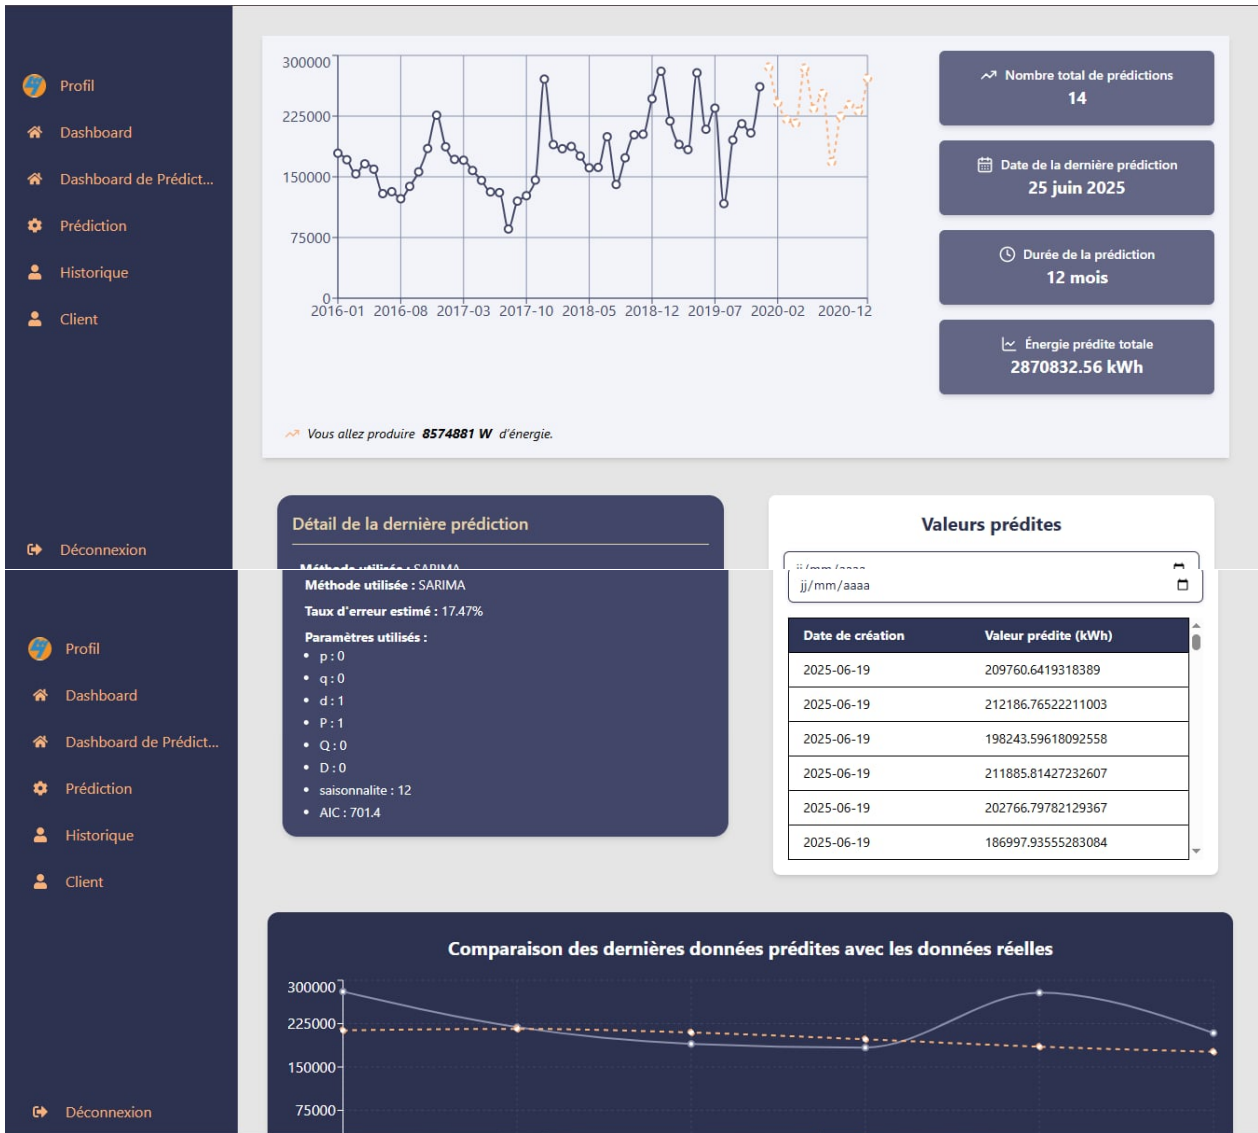 Profil
Dashboard
Dashboard de Prédict...
Prédiction
Historique
Client
Déconnexion
300000
225000
150000
75000
0
2016-01 2016-08 2017-03 2017-10 2018-05 2018-12 2019-07 2020-02 2020-12
Vous allez produire 8574881 W d'énergie.
Nombre total de prédictions
14
Date de la dernière prédiction
25 juin 2025
Durée de la prédiction
12 mois
Énergie prédite totale
2870832.56 kWh
Détail de la dernière prédiction
Méthode utilisée : SARIMA
Valeurs prédites
jj/mm/aaaa
Profil
Dashboard
Dashboard de Prédict...
Prédiction
Historique
Client
Déconnexion
Méthode utilisée : SARIMA
Taux d'erreur estimé : 17.47%
Paramètres utilisés :
• p : 0
• q : 0
• d : 1
• P : 1
• Q : 0
• D : 0
• saisonnalite : 12
• AIC : 701.4
jj/mm/aaaa
Date de création Valeur prédite (kWh)
2025-06-19 209760.6419318389
2025-06-19 212186.76522211003
2025-06-19 198243.59618092558
2025-06-19 211885.81427232607
2025-06-19 202766.79782129367
2025-06-19 186997.93555283084
Comparaison des dernières données prédites avec les données réelles
300000
225000
150000
75000